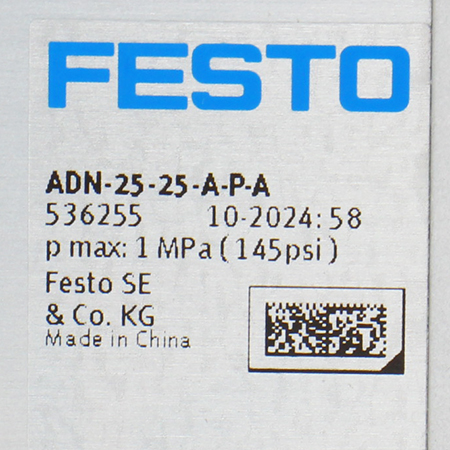 FESTO
ADN-25-25-A-P-A
536255 10-2024:58
p max: 1 MPa (145psi)
Festo SE
& Co. KG
Made in China